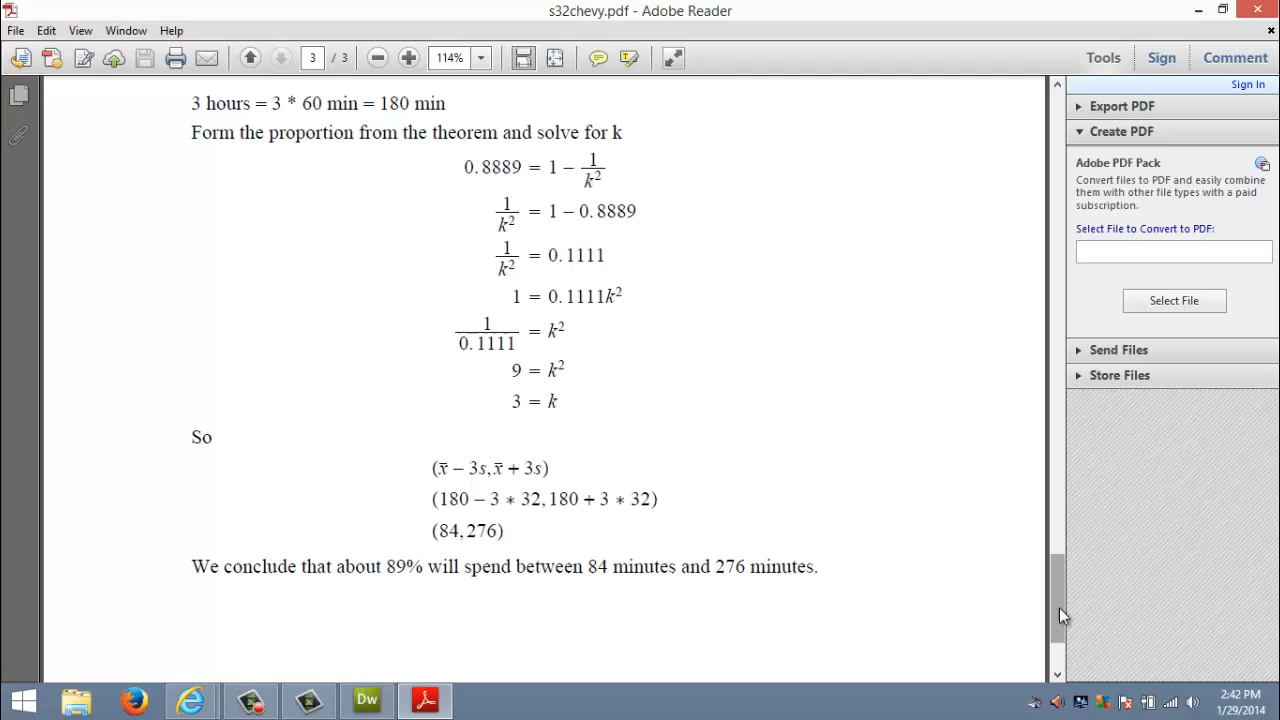 s32chevy.pdf - Adobe Reader
File Edit View Window Help
3 / 3 114% Tools Sign Comment
Sign In
Export PDF
Create PDF
Adobe PDF Pack
Convert files to PDF and easily combine
them with other file types with a paid
subscription.
Select File to Convert to PDF:
Select File
Send Files
Store Files
3 hours = 3 * 60 min = 180 min
Form the proportion from the theorem and solve for k
0.8889 = 1 − 1/k²
1/k² = 1 − 0.8889
1/k² = 0.1111
1 = 0.1111k²
1/0.1111 = k²
9 = k²
3 = k
So
(x̄ − 3s, x̄ + 3s)
(180 − 3 * 32, 180 + 3 * 32)
(84, 276)
We conclude that about 89% will spend between 84 minutes and 276 minutes.
Dw
2:42 PM
1/29/2014